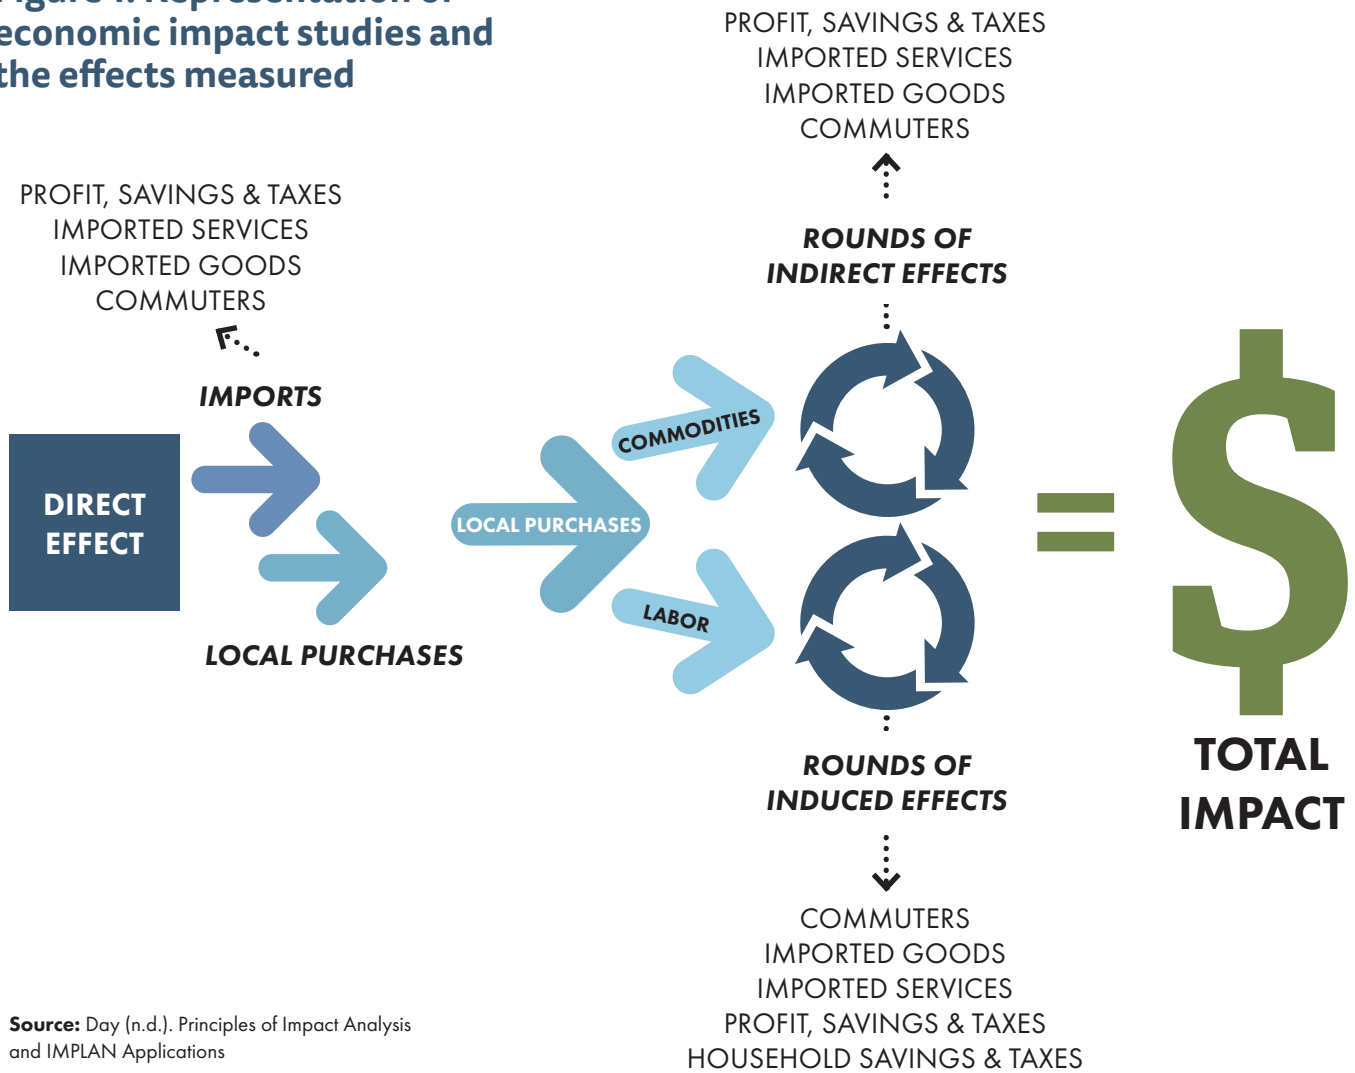 economic impact studies and
the effects measured
PROFIT, SAVINGS & TAXES
IMPORTED SERVICES
IMPORTED GOODS
COMMUTERS
IMPORTS
DIRECT
EFFECT
LOCAL PURCHASES
LOCAL PURCHASES
COMMODITIES
LABOR
PROFIT, SAVINGS & TAXES
IMPORTED SERVICES
IMPORTED GOODS
COMMUTERS
ROUNDS OF
INDIRECT EFFECTS
ROUNDS OF
INDUCED EFFECTS
COMMUTERS
IMPORTED GOODS
IMPORTED SERVICES
PROFIT, SAVINGS & TAXES
HOUSEHOLD SAVINGS & TAXES
=
$
TOTAL
IMPACT
Source: Day (n.d.). Principles of Impact Analysis
and IMPLAN Applications